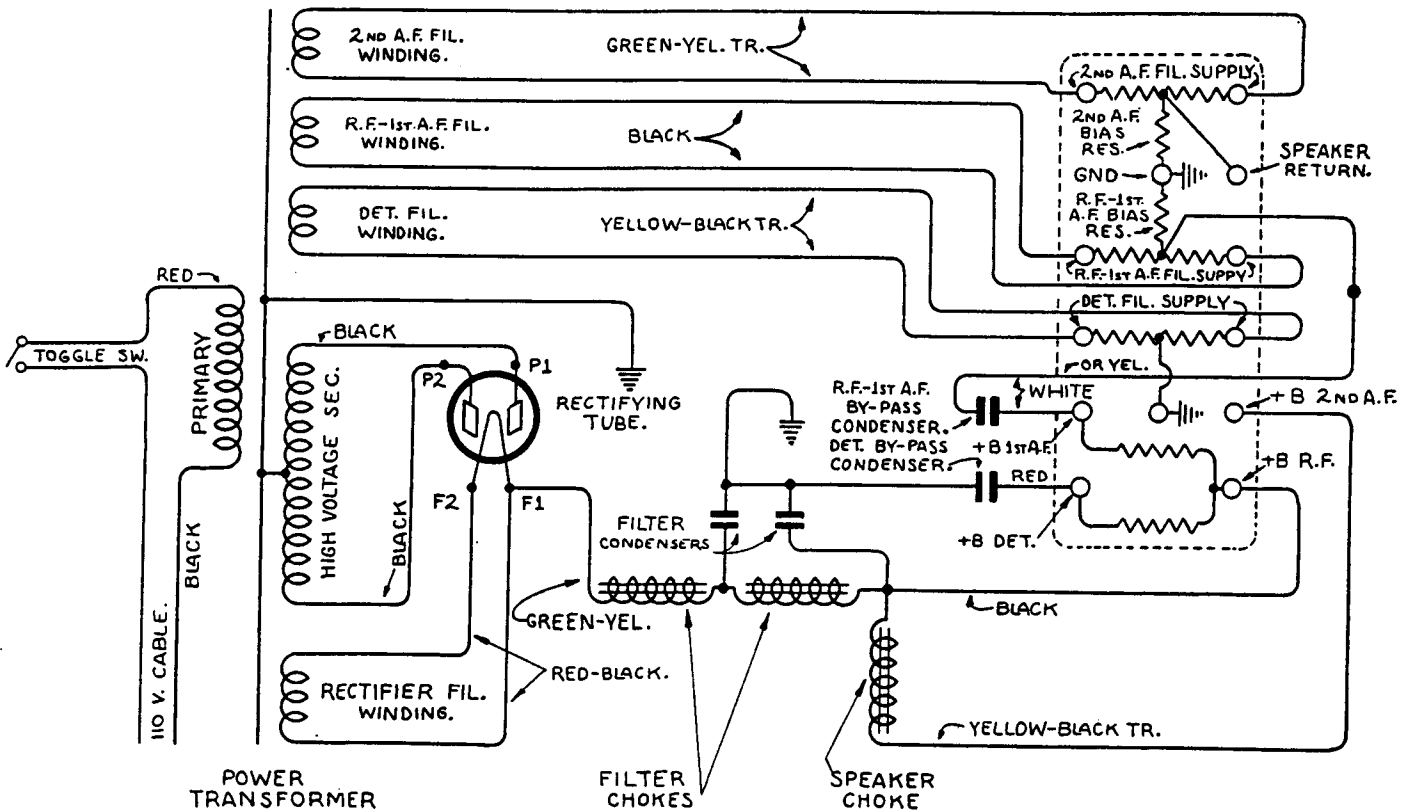 2ND A.F. FIL.
WINDING.
GREEN-YEL. TR.
2ND A.F. FIL. SUPPLY
2ND A.F.
BIAS
RES.
R.F.-1ST A.F. FIL.
WINDING.
BLACK
SPEAKER
RETURN.
GND
R.F.-1ST
A.F. BIAS
RES.
DET. FIL.
WINDING.
YELLOW-BLACK TR.
R.F.-1ST A.F. FIL. SUPPY
RED
DET. FIL. SUPPLY
TOGGLE SW.
PRIMARY
BLACK
P2
P1
HIGH VOLTAGE SEC.
RECTIFYING
TUBE.
OR YEL.
WHITE
R.F.-1ST A.F.
BY-PASS
CONDENSER.
+B 2ND A.F.
DET. BY-PASS
CONDENSER.
+B 1ST A.F.
RED
+B R.F.
F2
F1
BLACK
BLACK
FILTER
CONDENSERS
+B DET.
GREEN-YEL.
BLACK
110 V. CABLE.
RED-BLACK.
RECTIFIER FIL.
WINDING.
YELLOW-BLACK TR.
POWER
TRANSFORMER
FILTER
CHOKES
SPEAKER
CHOKE